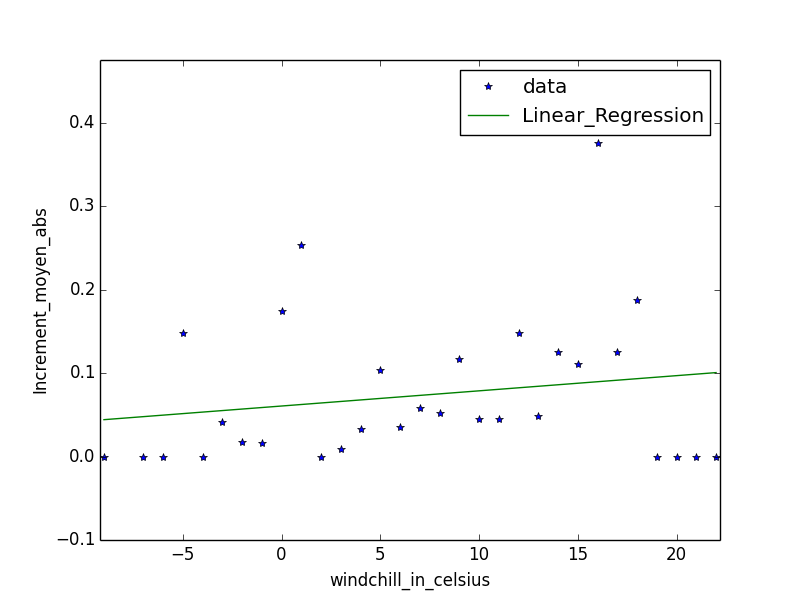 data
Linear_Regression
0.4
0.3
0.2
0.1
0.0
−0.1
Increment_moyen_abs
−5 0 5 10 15 20
windchill_in_celsius